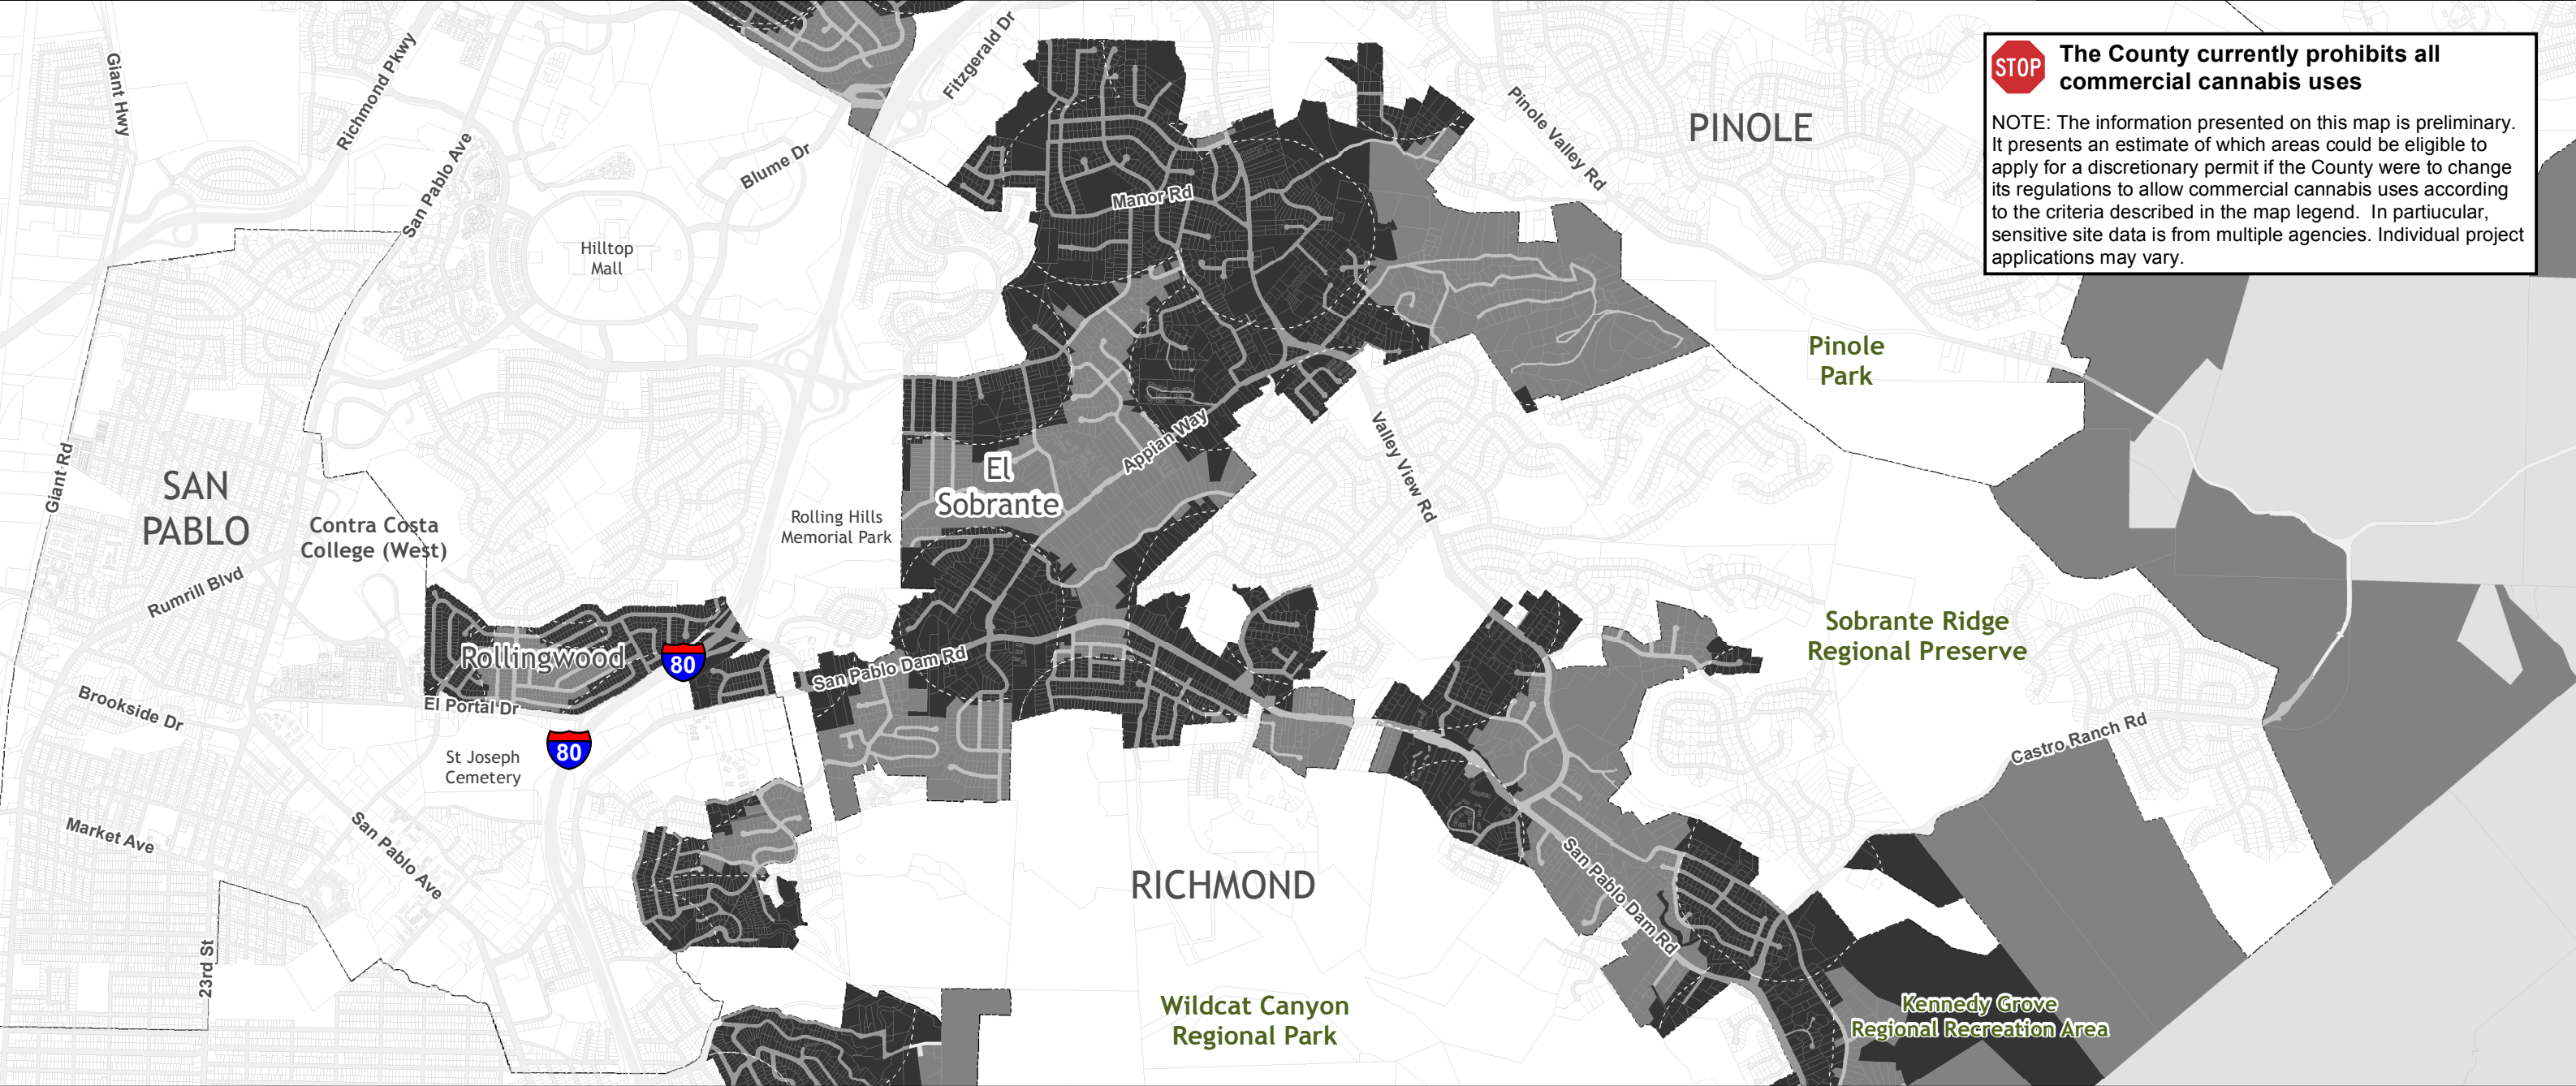 STOP
The County currently prohibits all
commercial cannabis uses
NOTE: The information presented on this map is preliminary.
It presents an estimate of which areas could be eligible to
apply for a discretionary permit if the County were to change
its regulations to allow commercial cannabis uses according
to the criteria described in the map legend.  In partiucular,
sensitive site data is from multiple agencies. Individual project
applications may vary.
Giant Hwy
Richmond Pkwy
San Pablo Ave
Fitzgerald Dr
Blume Dr
Hilltop
Mall
Manor Rd
Pinole Valley Rd
PINOLE
Pinole
Park
Giant Rd
SAN
PABLO
Contra Costa
College (West)
Rumrill Blvd
Rolling Hills
Memorial Park
El
Sobrante
Appian Way
Valley View Rd
Sobrante Ridge
Regional Preserve
Rollingwood
80
El Portal Dr
80
San Pablo Dam Rd
Brookside Dr
St Joseph
Cemetery
Castro Ranch Rd
Market Ave
San Pablo Ave
23rd St
RICHMOND
San Pablo Dam Rd
Wildcat Canyon
Regional Park
Kennedy Grove
Regional Recreation Area